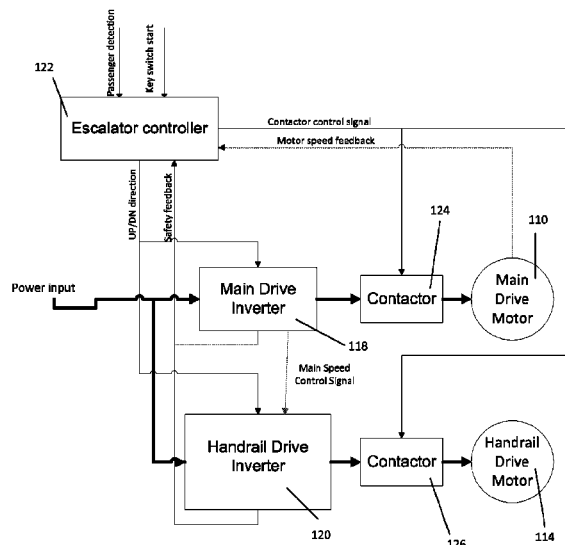 Passenger detection
Key switch start
122
Escalator controller
Contactor control signal
Motor speed feedback
UP/DN direction
Safety feedback
124
110
Power input
Main Drive
Inverter
Contactor
Main
Drive
Motor
118
Main Speed
Control Signal
Handrail Drive
Inverter
Contactor
Handrail
Drive
Motor
120
126
114